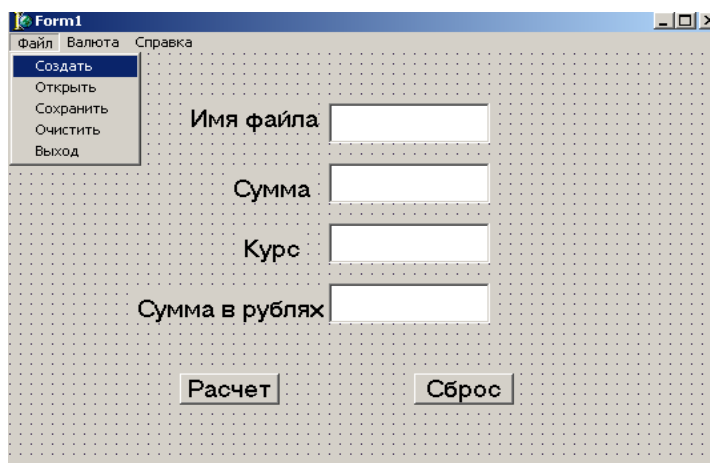 Form1
Файл Валюта Справка
Создать
Открыть
Сохранить
Очистить
Выход
Имя файла
Сумма
Курс
Сумма в рублях
Расчет Сброс